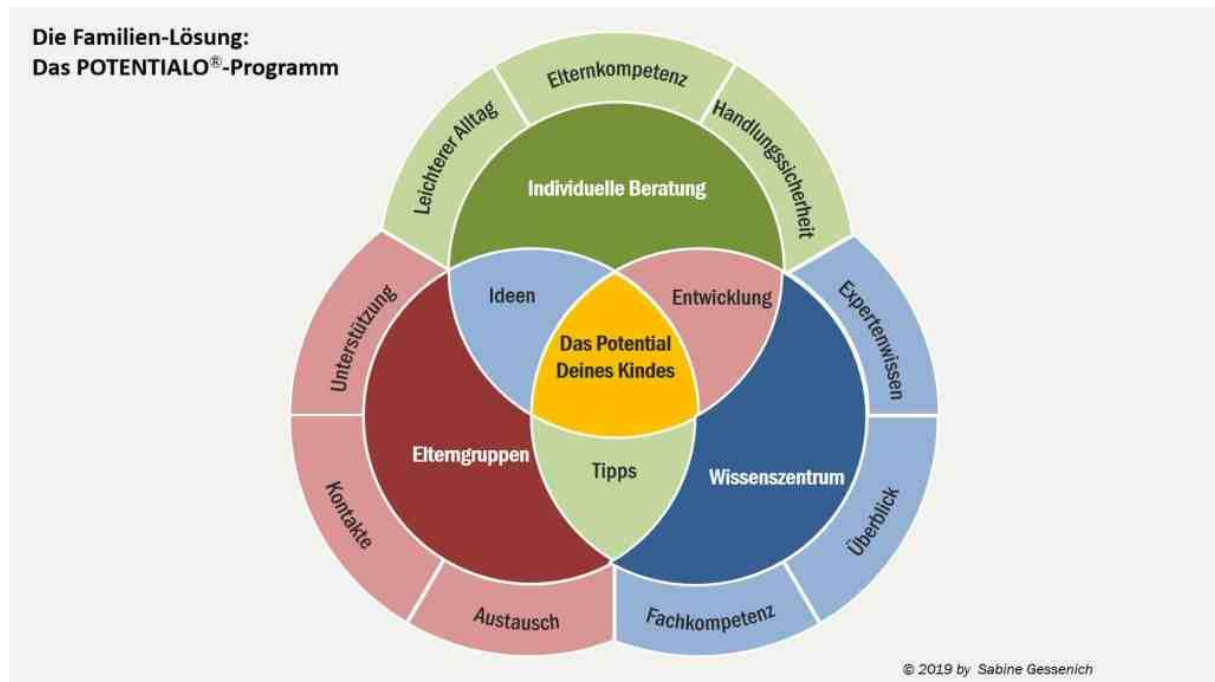 Die Familien-Lösung:
Das POTENTIALO®-Programm
Elternkompetenz
Leichterer Alltag
Handlungssicherheit
Individuelle Beratung
Unterstützung
Ideen
Entwicklung
Expertenwissen
Das Potential
Deines Kindes
Elterngruppen
Tipps
Wissenszentrum
Kontakte
Überblick
Austausch
Fachkompetenz
© 2019 by Sabine Gessenich